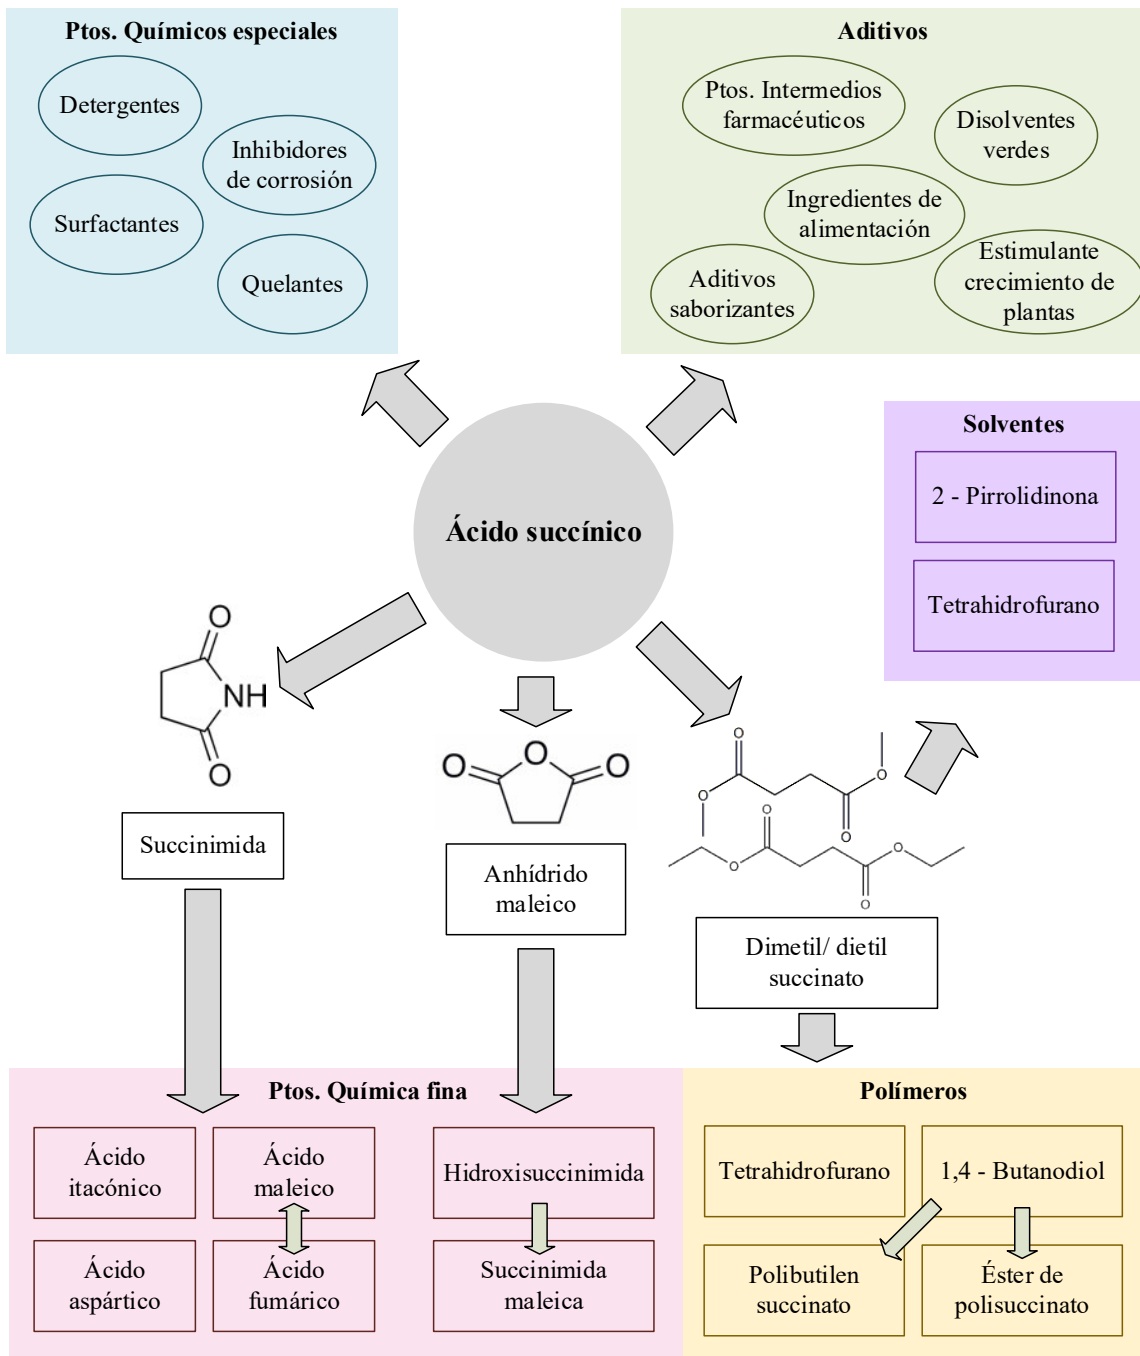 Ptos. Químicos especiales
Detergentes
Inhibidores
de corrosión
Surfactantes
Quelantes
Aditivos
Ptos. Intermedios
farmacéuticos
Disolventes
verdes
Ingredientes de
alimentación
Aditivos
saborizantes
Estimulante
crecimiento de
plantas
Ácido succínico
Solventes
2 - Pirrolidinona
Tetrahidrofurano
O
NH
O
O
O
O
O
O
O
O
O
O
O
O
Succinimida
Anhídrido
maleico
Dimetil/ dietil
succinato
Ptos. Química fina
Ácido
itacónico
Ácido
maleico
Hidroxisuccinimida
Ácido
aspártico
Ácido
fumárico
Succinimida
maleica
Polímeros
Tetrahidrofurano
1,4 - Butanodiol
Polibutilen
succinato
Éster de
polisuccinato